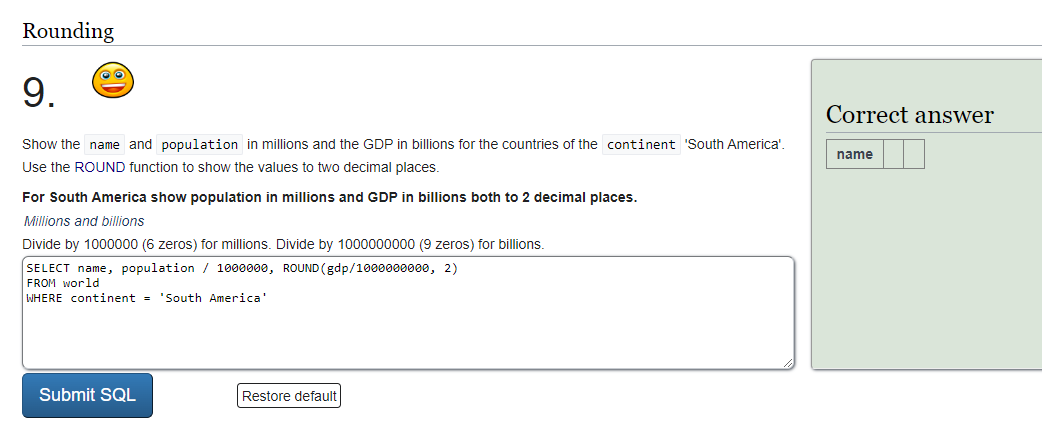 Rounding
9.
Show the name and population in millions and the GDP in billions for the countries of the continent 'South America'.
Use the ROUND function to show the values to two decimal places.
For South America show population in millions and GDP in billions both to 2 decimal places.
Millions and billions
Divide by 1000000 (6 zeros) for millions. Divide by 1000000000 (9 zeros) for billions.
SELECT name, population / 1000000, ROUND(gdp/1000000000, 2)
FROM world
WHERE continent = 'South America'
Submit SQL
Restore default
Correct answer
name